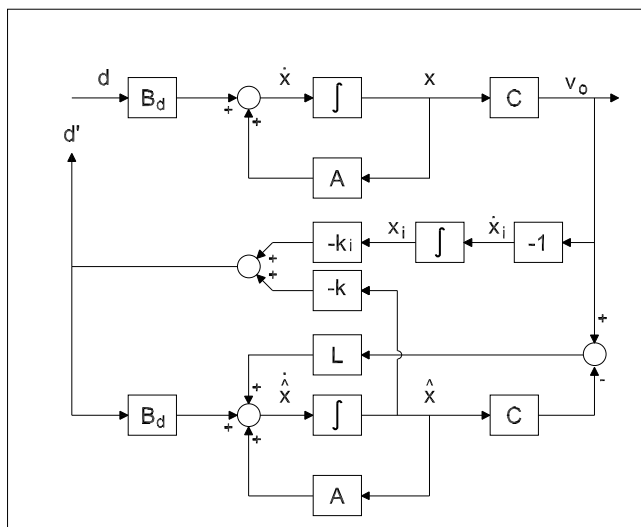 d B_d + + ẋ ∫ x C v_o
d'
A
-k_i x_i ∫ ẋ_i -1
+
+
-k
+
L
-
+
B_d + + x̂̇ ∫ x̂ C
A